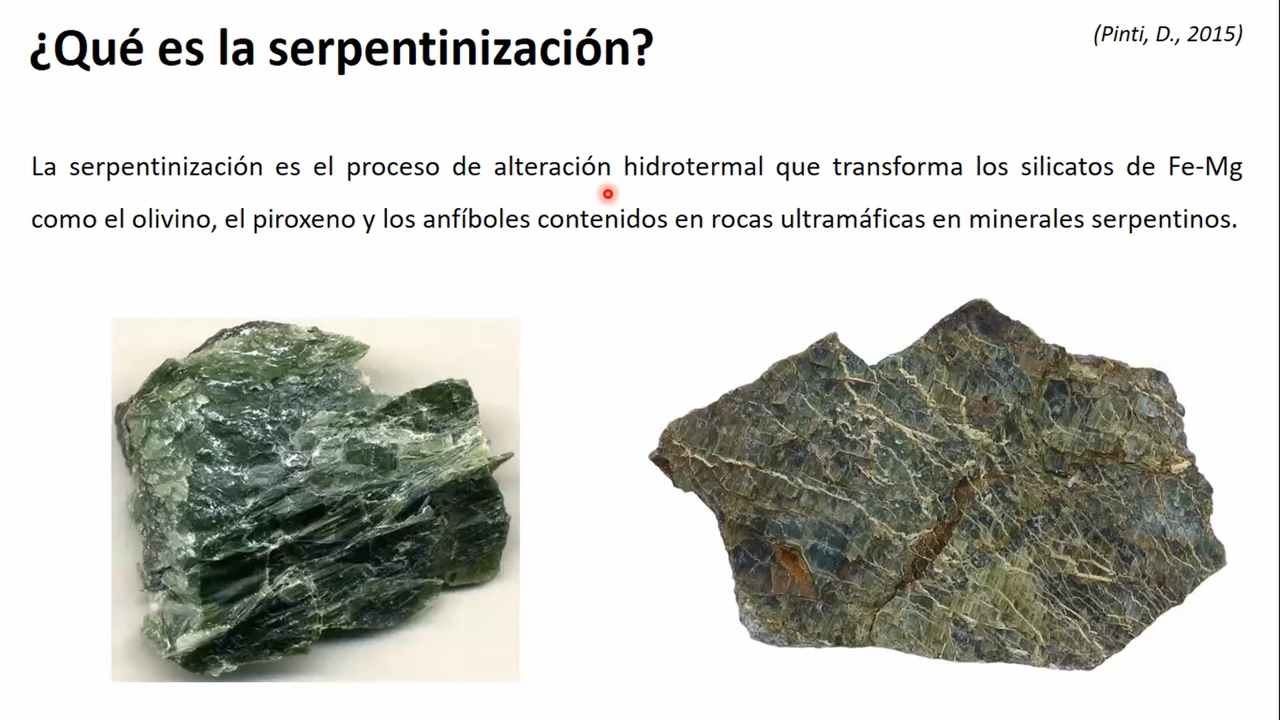 ¿Qué es la serpentinización?
(Pinti, D., 2015)
La serpentinización es el proceso de alteración hidrotermal que transforma los silicatos de Fe-Mg
como el olivino, el piroxeno y los anfíboles contenidos en rocas ultramáficas en minerales serpentinos.